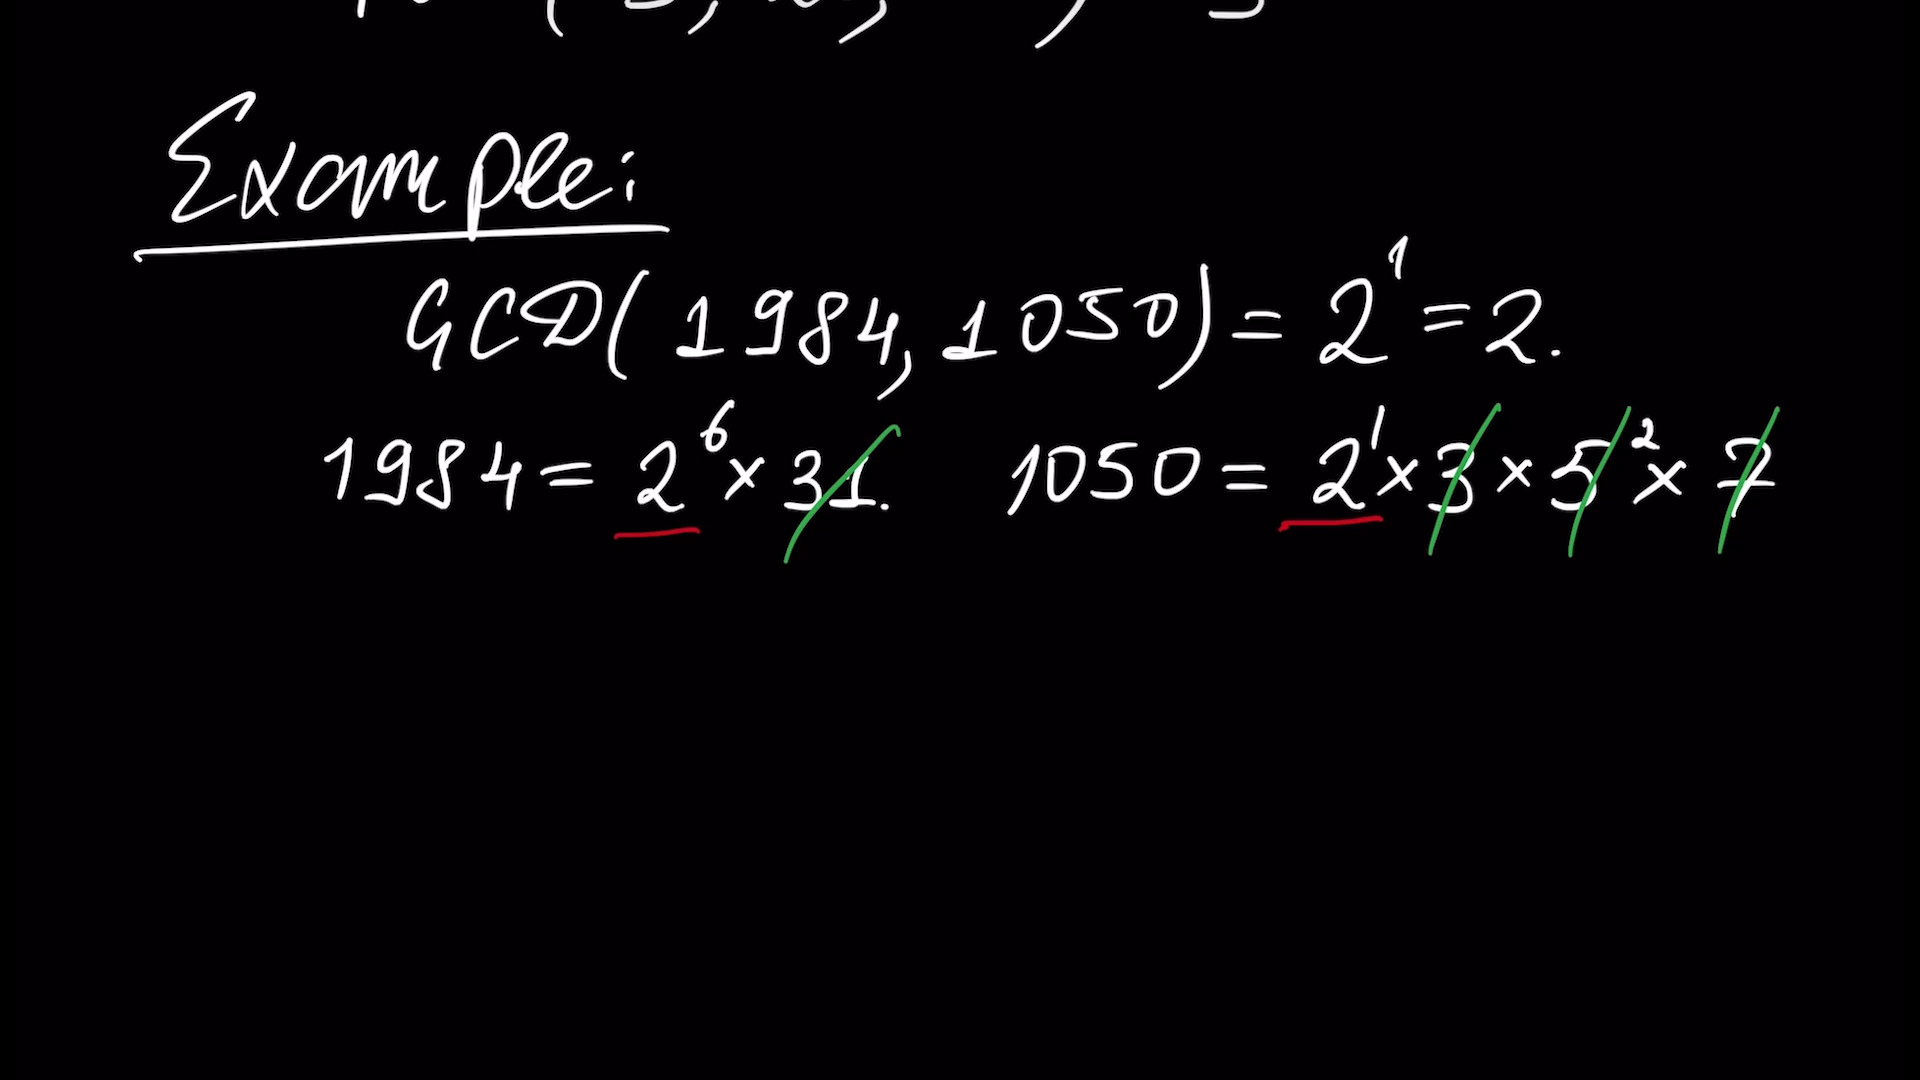 Example:
GCD(1984, 1050) = 2¹ = 2.
1984 = 2⁶ × 31. 1050 = 2¹ × 3 × 5² × 7